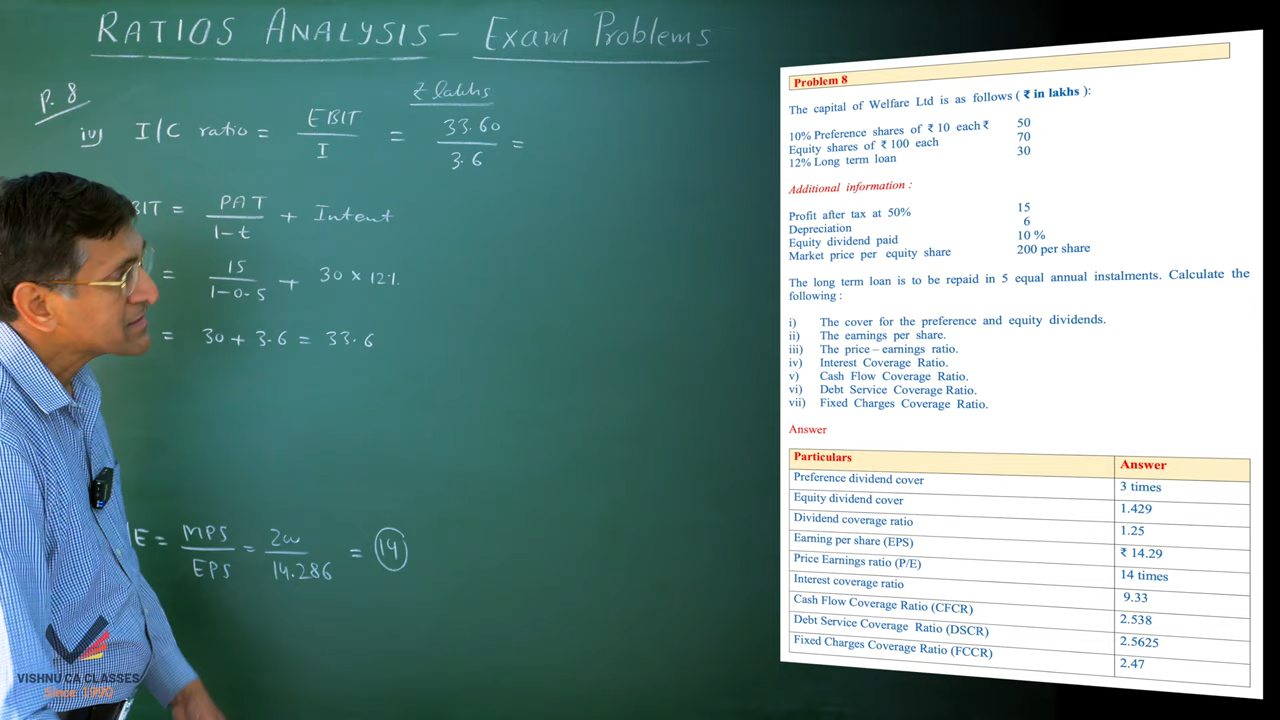 RATIOS ANALYSIS - Exam Problems
P. 8
₹ lakhs
iv) I/C ratio = EBIT / I = 33.60 / 3.6 =
BIT = PAT / 1-t + Interest
= 15 / 1-0.5 + 30 × 12%
= 30 + 3.6 = 33.6
E = MPS / EPS = 200 / 14.286 = 14
VISHNU CA CLASSES
Since 1990
Problem 8
The capital of Welfare Ltd is as follows ( ₹ in lakhs ):
10% Preference shares of ₹ 10 each ₹ 50
Equity shares of ₹ 100 each 70
12% Long term loan 30
Additional information :
Profit after tax at 50% 15
Depreciation 6
Equity dividend paid 10 %
Market price per equity share 200 per share
The long term loan is to be repaid in 5 equal annual instalments. Calculate the
following :
i) The cover for the preference and equity dividends.
ii) The earnings per share.
iii) The price – earnings ratio.
iv) Interest Coverage Ratio.
v) Cash Flow Coverage Ratio.
vi) Debt Service Coverage Ratio.
vii) Fixed Charges Coverage Ratio.
Answer
Particulars Answer
Preference dividend cover 3 times
Equity dividend cover 1.429
Dividend coverage ratio 1.25
Earning per share (EPS) ₹ 14.29
Price Earnings ratio (P/E) 14 times
Interest coverage ratio 9.33
Cash Flow Coverage Ratio (CFCR) 2.538
Debt Service Coverage Ratio (DSCR) 2.5625
Fixed Charges Coverage Ratio (FCCR) 2.47